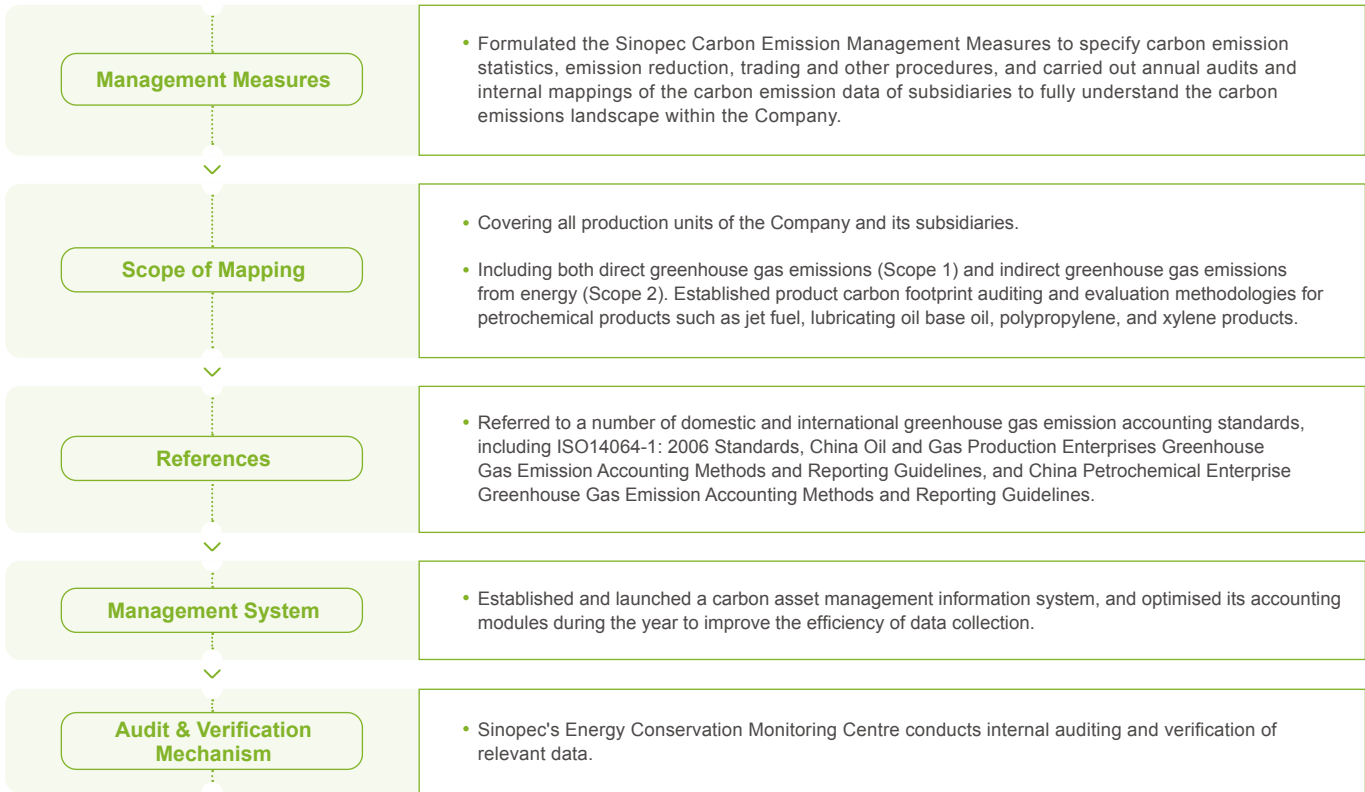 Management Measures
• Formulated the Sinopec Carbon Emission Management Measures to specify carbon emission
statistics, emission reduction, trading and other procedures, and carried out annual audits and
internal mappings of the carbon emission data of subsidiaries to fully understand the carbon
emissions landscape within the Company.
Scope of Mapping
• Covering all production units of the Company and its subsidiaries.
• Including both direct greenhouse gas emissions (Scope 1) and indirect greenhouse gas emissions
from energy (Scope 2). Established product carbon footprint auditing and evaluation methodologies for
petrochemical products such as jet fuel, lubricating oil base oil, polypropylene, and xylene products.
References
• Referred to a number of domestic and international greenhouse gas emission accounting standards,
including ISO14064-1: 2006 Standards, China Oil and Gas Production Enterprises Greenhouse
Gas Emission Accounting Methods and Reporting Guidelines, and China Petrochemical Enterprise
Greenhouse Gas Emission Accounting Methods and Reporting Guidelines.
Management System
• Established and launched a carbon asset management information system, and optimised its accounting
modules during the year to improve the efficiency of data collection.
Audit & Verification
Mechanism
• Sinopec's Energy Conservation Monitoring Centre conducts internal auditing and verification of
relevant data.